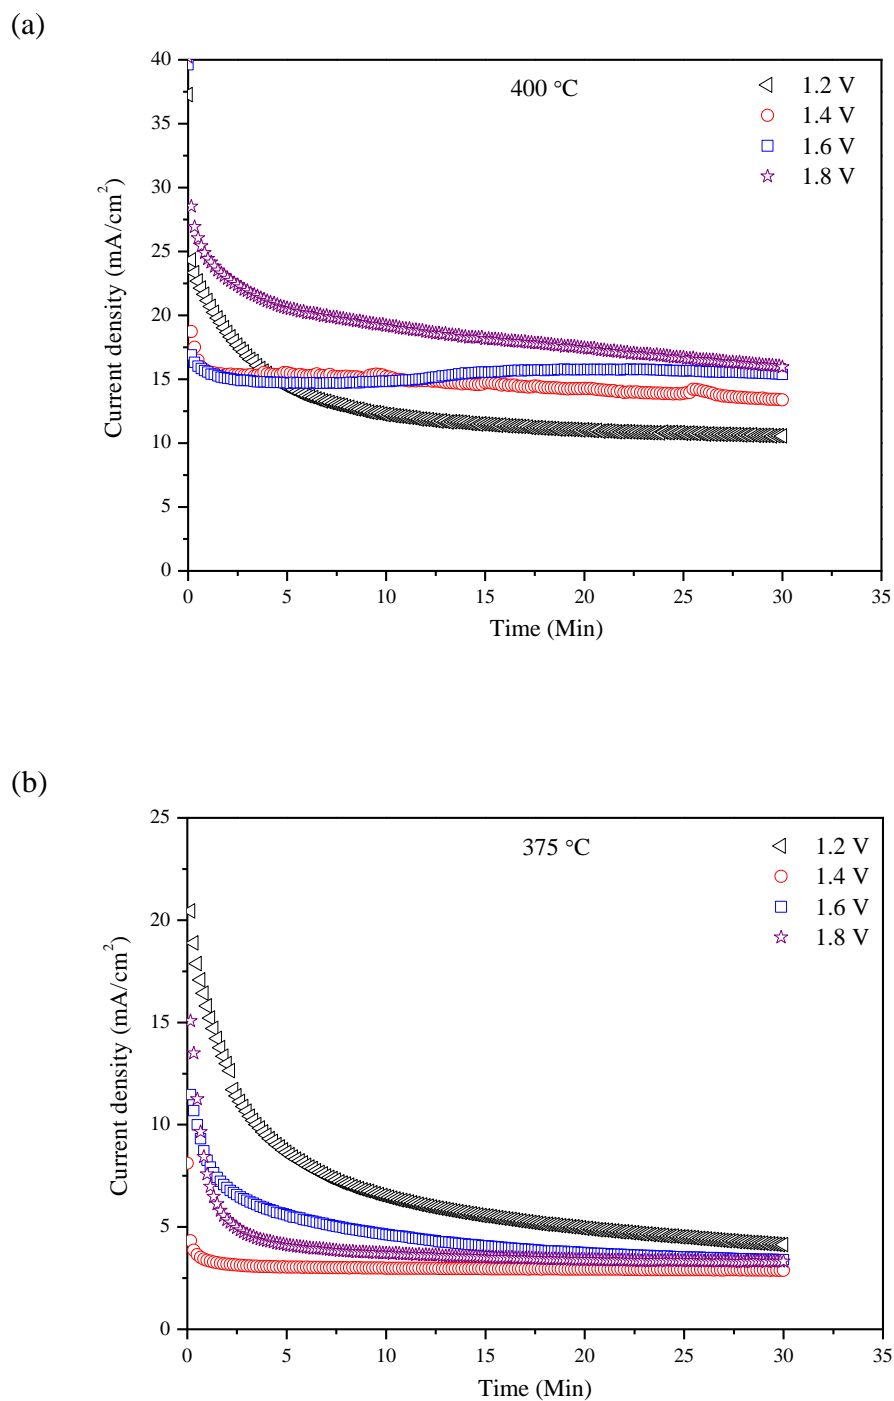 (a)
400 °C
1.2 V
1.4 V
1.6 V
1.8 V
40
35
30
25
20
15
10
5
0
Current density (mA/cm²)
0 5 10 15 20 25 30 35
Time (Min)
(b)
375 °C
1.2 V
1.4 V
1.6 V
1.8 V
25
20
15
10
5
0
Current density (mA/cm²)
0 5 10 15 20 25 30 35
Time (Min)